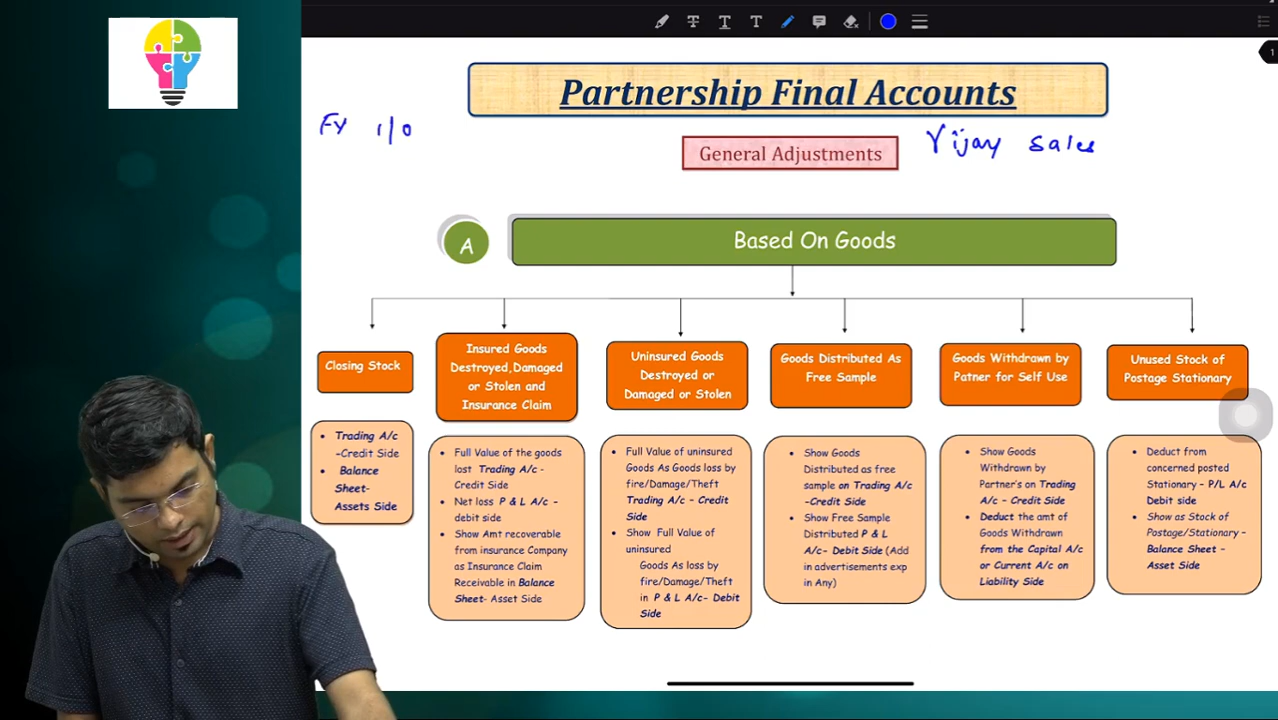 Partnership Final Accounts
FY 1/0
General Adjustments
Vijay Sales
A
Based On Goods
Closing Stock
Insured Goods
Destroyed,Damaged
or Stolen and
Insurance Claim
Uninsured Goods
Destroyed or
Damaged or Stolen
Goods Distributed As
Free Sample
Goods Withdrawn by
Patner for Self Use
Unused Stock of
Postage Stationary
• Trading A/c
-Credit Side
• Balance
Sheet-
Assets Side
• Full Value of the goods
lost Trading A/c -
Credit Side
• Net loss P & L A/c -
debit side
• Show Amt recoverable
from insurance Company
as Insurance Claim
Receivable in Balance
Sheet- Asset Side
• Full Value of uninsured
Goods As Goods loss by
fire/Damage/Theft
Trading A/c - Credit
Side
• Show Full Value of
uninsured
Goods As loss by
fire/Damage/Theft
in P & L A/c- Debit
Side
• Show Goods
Distributed as free
sample on Trading A/c
-Credit Side
• Show Free Sample
Distributed P & L
A/c- Debit Side (Add
in advertisements exp
in Any)
• Show Goods
Withdrawn by
Partner's on Trading
A/c - Credit Side
• Deduct the amt of
Goods Withdrawn
from the Capital A/c
or Current A/c on
Liability Side
• Deduct from
concerned posted
Stationary - P/L A/c
Debit side
• Show as Stock of
Postage/Stationary -
Balance Sheet -
Asset Side
T T T
1